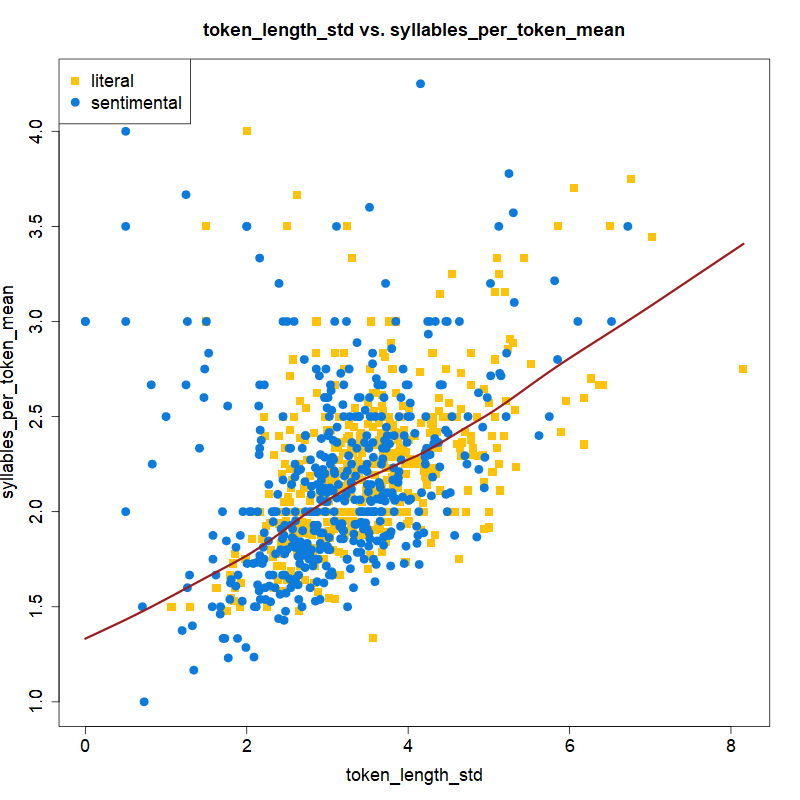 token_length_std vs. syllables_per_token_mean
literal
sentimental
syllables_per_token_mean
4.0
3.5
3.0
2.5
2.0
1.5
1.0
0 2 4 6 8
token_length_std